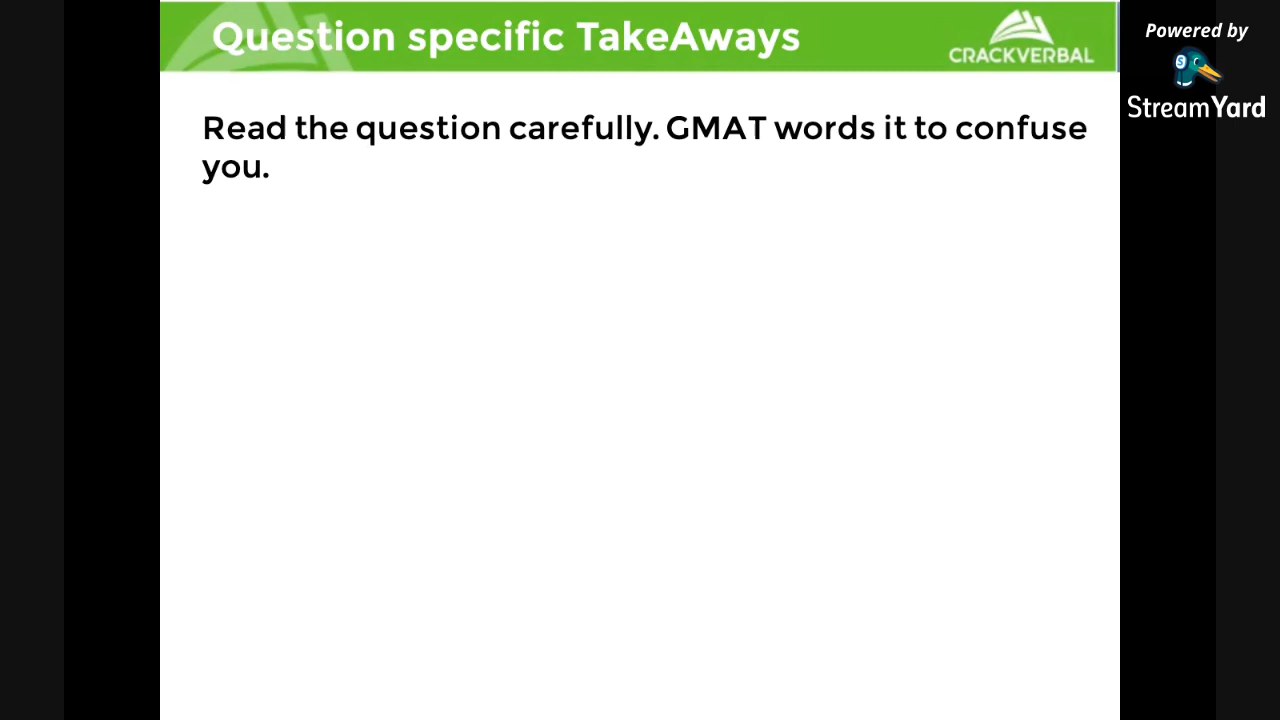 Question specific TakeAways
CRACKVERBAL
Powered by
S
StreamYard
Read the question carefully. GMAT words it to confuse
you.